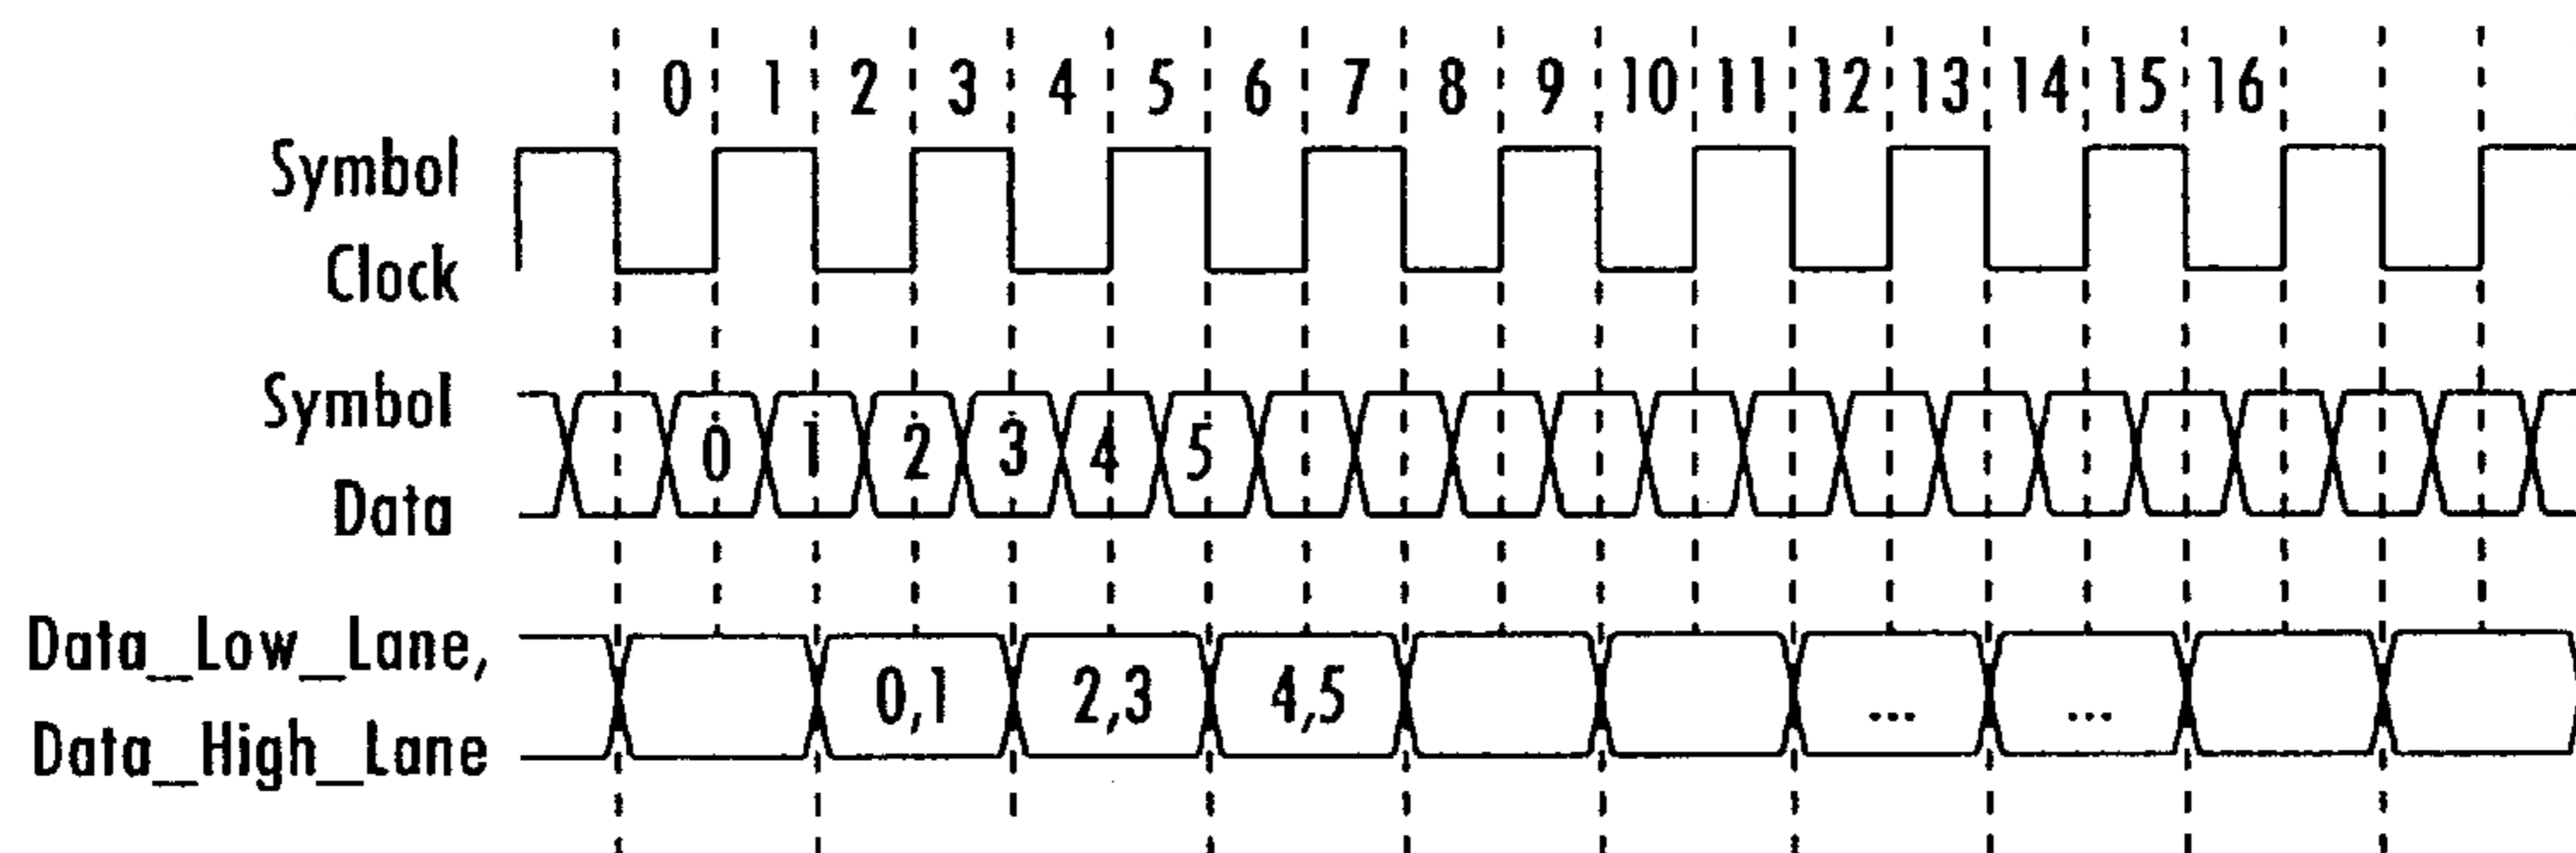 0 1 2 3 4 5 6 7 8 9 10 11 12 13 14 15 16
Symbol
Clock
Symbol
Data
0 1 2 3 4 5
Data_Low_Lane,
Data_High_Lane
0,1 2,3 4,5 ... ...